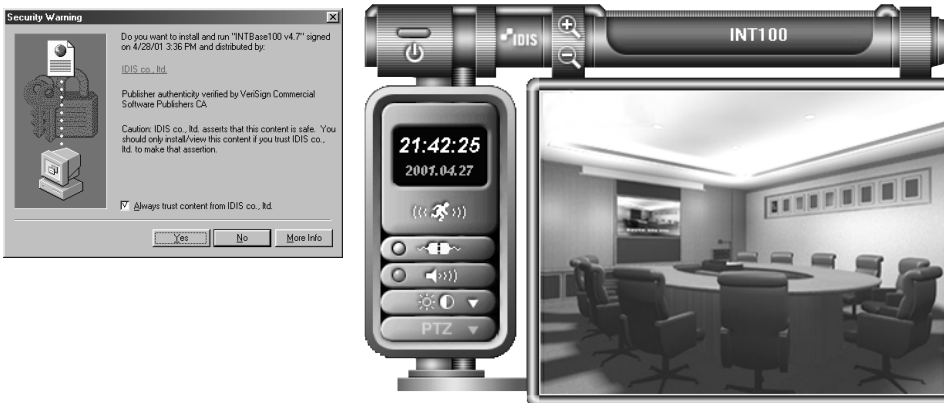 Security Warning
Do you want to install and run "INTBase100 v4.7" signed
on 4/28/01 3:36 PM and distributed by:
IDIS co., ltd.
Publisher authenticity verified by VeriSign Commercial
Software Publishers CA
Caution: IDIS co., ltd. asserts that this content is safe. You
should only install/view this content if you trust IDIS co.,
ltd. to make that assertion.
Always trust content from IDIS co., ltd.
Yes
No
More Info
IDIS
INT100
21:42:25
2001.04.27
PTZ